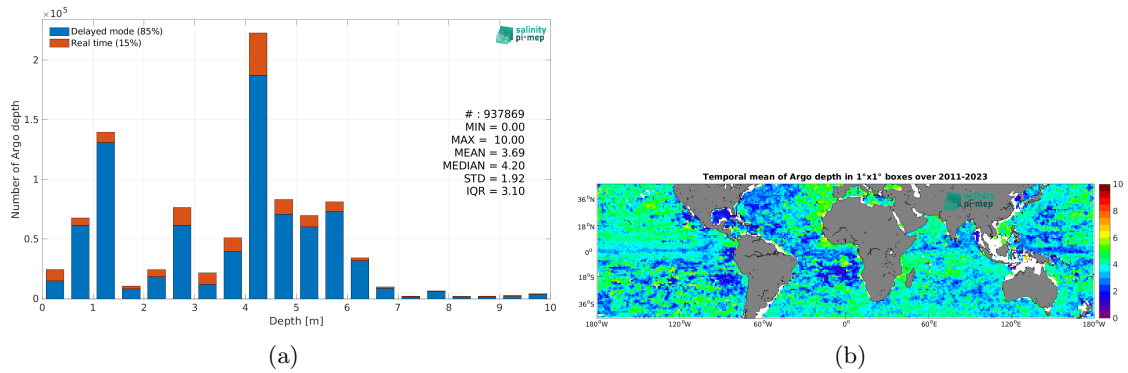 ×10⁵
Delayed mode (85%)
Real time (15%)
salinity
pi-mep
Number of Argo depth
2
1.5
1
0.5
0
# : 937869
MIN = 0.00
MAX = 10.00
MEAN = 3.69
MEDIAN = 4.20
STD = 1.92
IQR = 3.10
0 1 2 3 4 5 6 7 8 9 10
Depth [m]
(a)
Temporal mean of Argo depth in 1°x1° boxes over 2011-2023
salinity
pi-mep
36°N
18°N
0°
18°S
36°S
180°W 120°W 60°W 0° 60°E 120°E 180°W
10
8
6
4
2
0
(b)